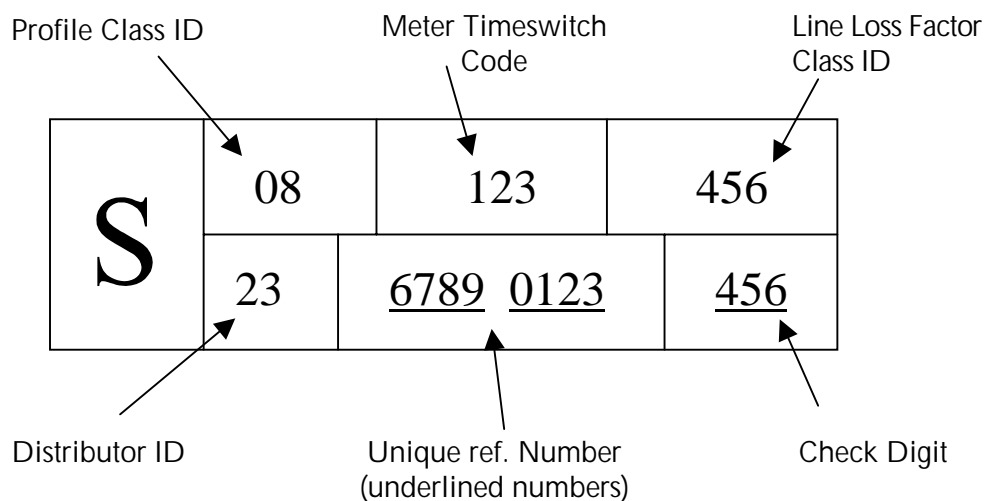 Profile Class ID
Meter Timeswitch
Code
Line Loss Factor
Class ID
S
08
123
456
23
6789 0123
456
Distributor ID
Unique ref. Number
(underlined numbers)
Check Digit